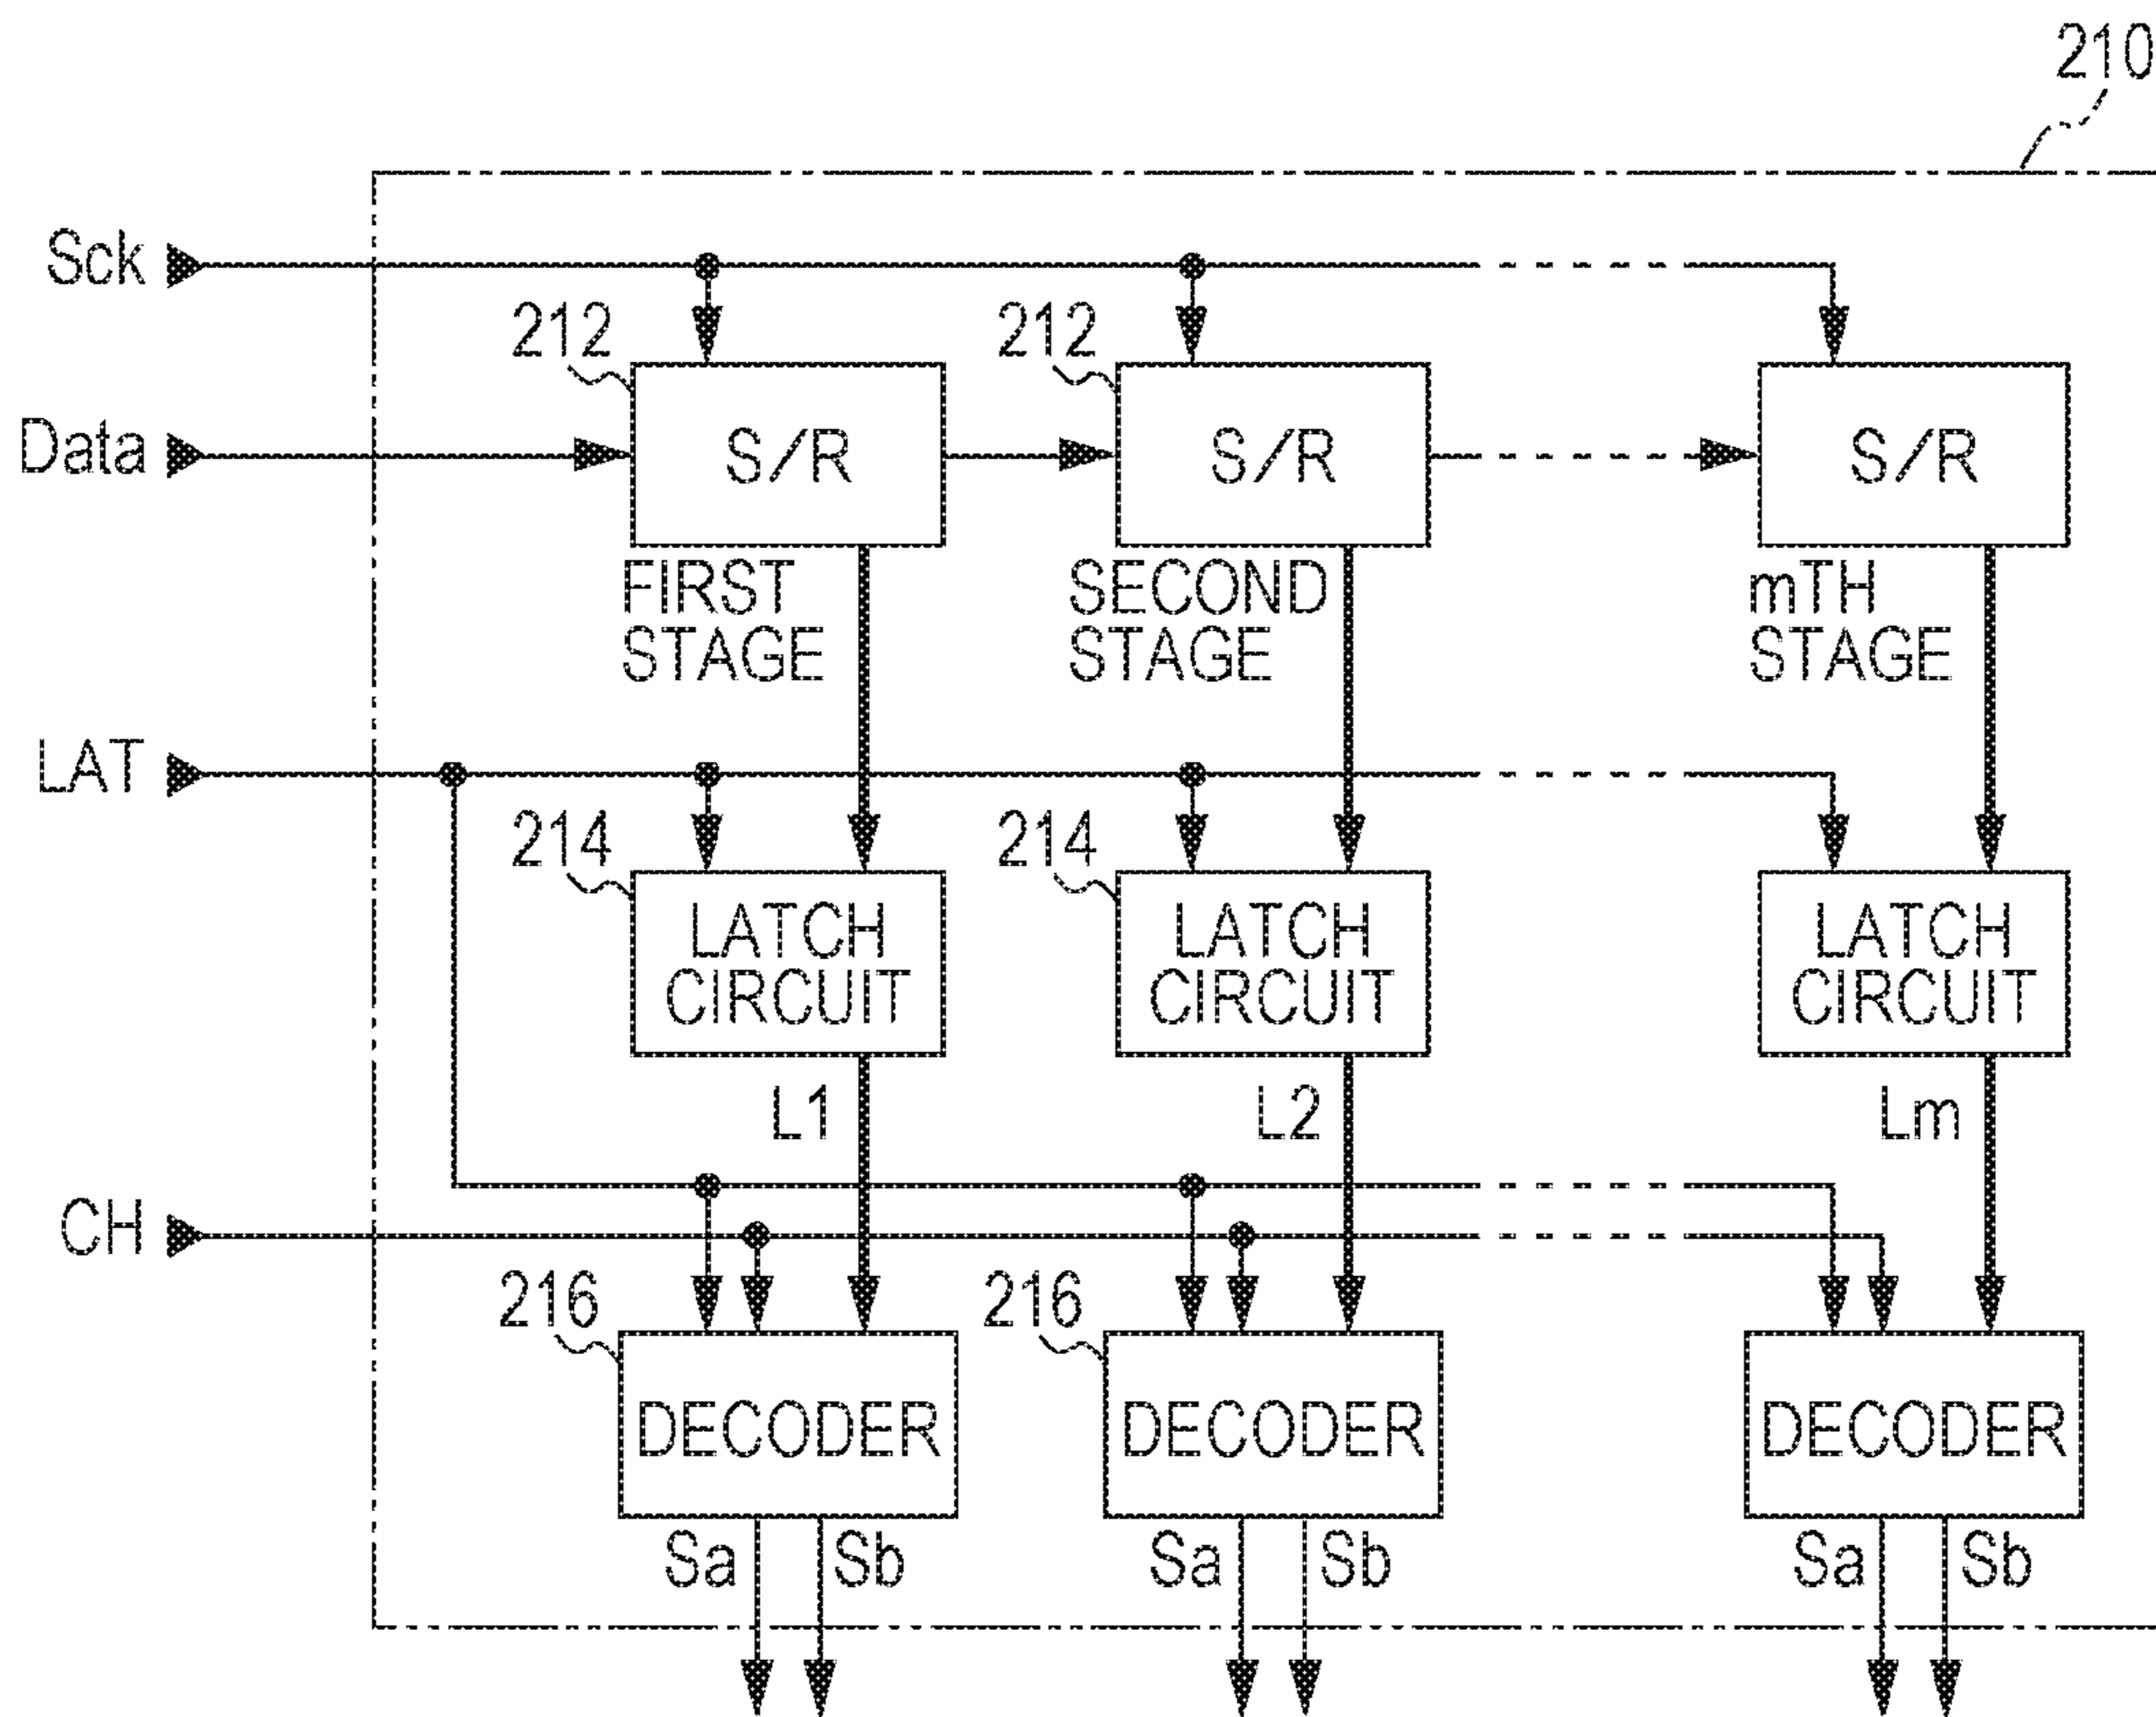 210
Sck
212
212
Data
S/R
S/R
S/R
FIRST
STAGE
SECOND
STAGE
mTH
STAGE
LAT
214
214
LATCH
CIRCUIT
LATCH
CIRCUIT
LATCH
CIRCUIT
L1
L2
Lm
CH
216
216
DECODER
DECODER
DECODER
Sa
Sb
Sa
Sb
Sa
Sb